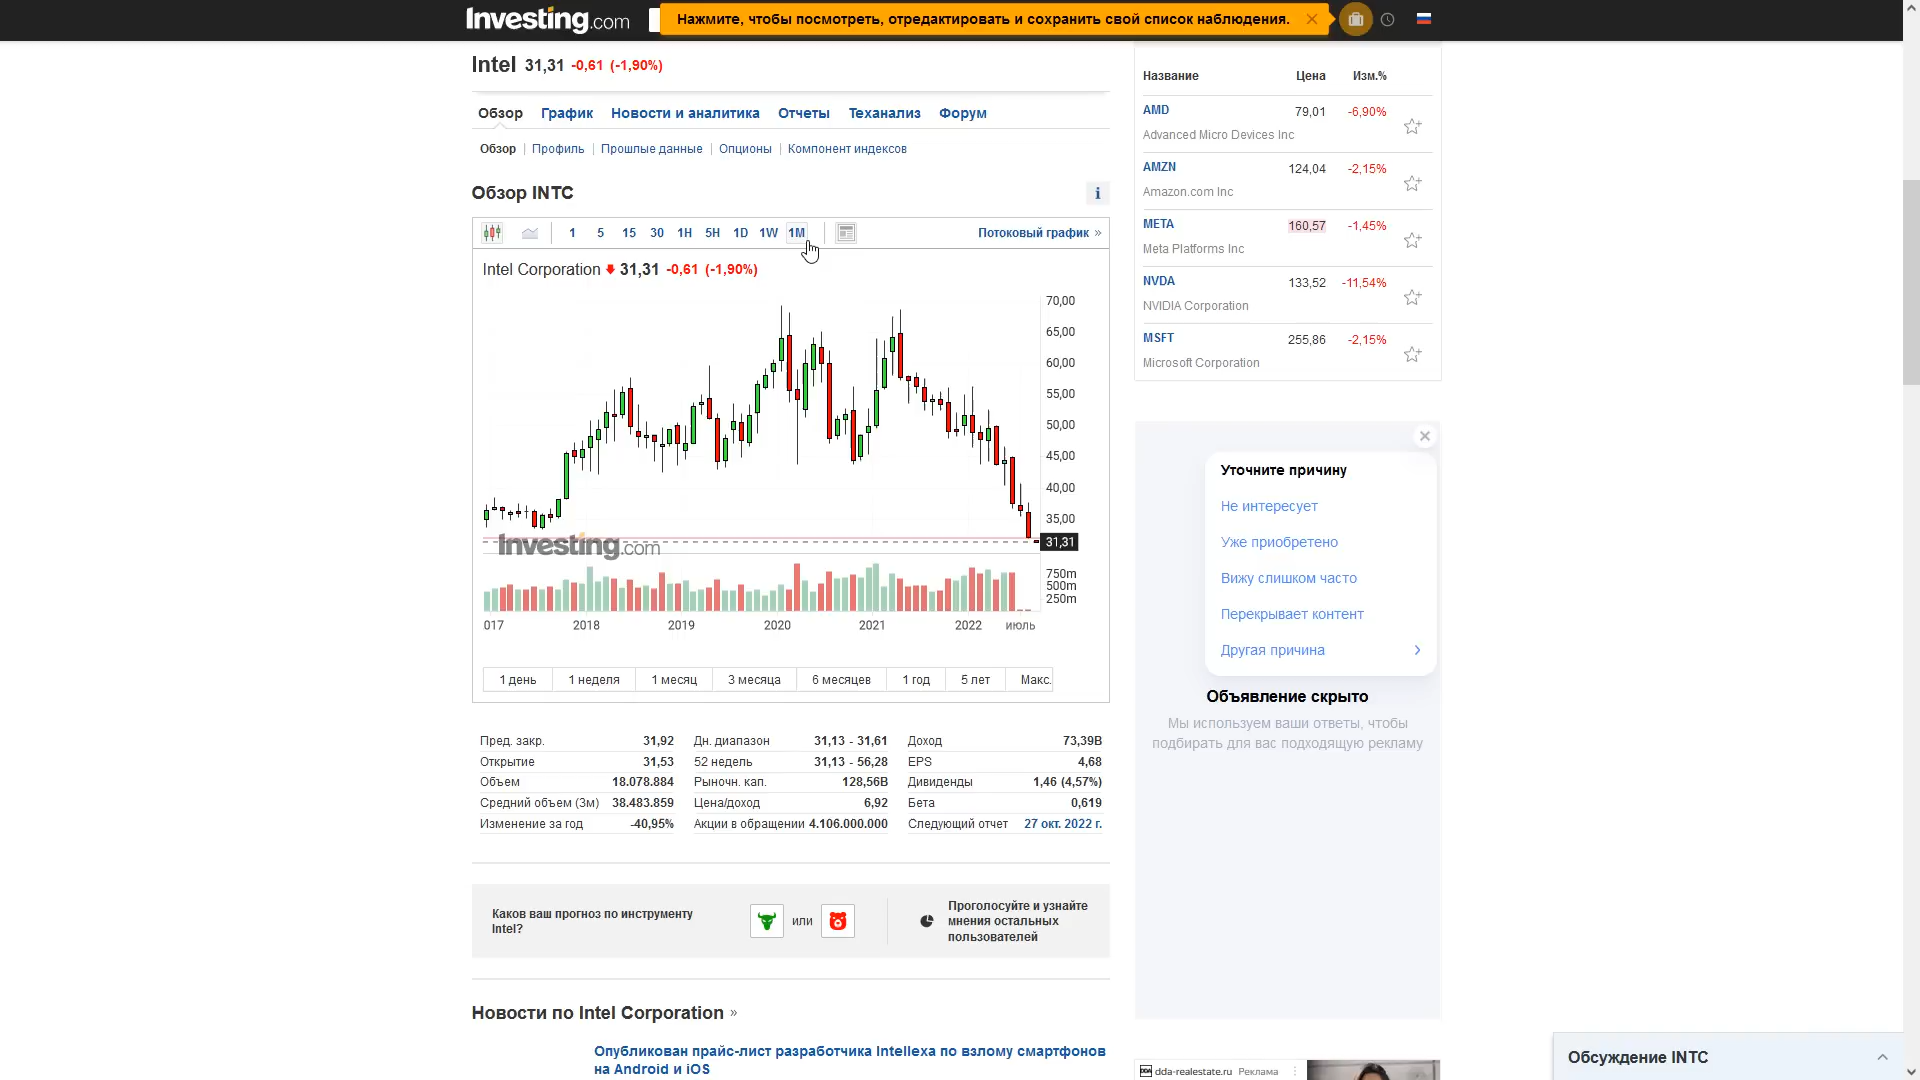 Investing.com
Нажмите, чтобы посмотреть, отредактировать и сохранить свой список наблюдения.
Intel 31,31 -0,61 (-1,90%)
Обзор График Новости и аналитика Отчеты Теханализ Форум
Обзор Профиль Прошлые данные Опционы Компонент индексов
Обзор INTC
i
1 5 15 30 1H 5H 1D 1W 1M Потоковый график »
Intel Corporation 31,31 -0,61 (-1,90%)
70,00
65,00
60,00
55,00
50,00
45,00
40,00
35,00
31,31
Investing.com
750m
500m
250m
017 2018 2019 2020 2021 2022 июль
1 день 1 неделя 1 месяц 3 месяца 6 месяцев 1 год 5 лет Макс.
Пред. закр. 31,92 Дн. диапазон 31,13 - 31,61 Доход 73,39B
Открытие 31,53 52 недель 31,13 - 56,28 EPS 4,68
Объем 18.078.884 Рыночн. кап. 128,56B Дивиденды 1,46 (4,57%)
Средний объем (3м) 38.483.859 Цена/доход 6,92 Бета 0,619
Изменение за год -40,95% Акции в обращении 4.106.000.000 Следующий отчет 27 окт. 2022 г.
Каков ваш прогноз по инструменту
Intel?
или
Проголосуйте и узнайте
мнения остальных
пользователей
Новости по Intel Corporation »
Опубликован прайс-лист разработчика Intellexa по взлому смартфонов
на Android и iOS
Название Цена Изм.%
AMD 79,01 -6,90%
Advanced Micro Devices Inc
AMZN 124,04 -2,15%
Amazon.com Inc
META 160,57 -1,45%
Meta Platforms Inc
NVDA 133,52 -11,54%
NVIDIA Corporation
MSFT 255,86 -2,15%
Microsoft Corporation
Уточните причину
Не интересует
Уже приобретено
Вижу слишком часто
Перекрывает контент
Другая причина
Объявление скрыто
Мы используем ваши ответы, чтобы
подбирать для вас подходящую рекламу
dda-realestate.ru Реклама
Обсуждение INTC